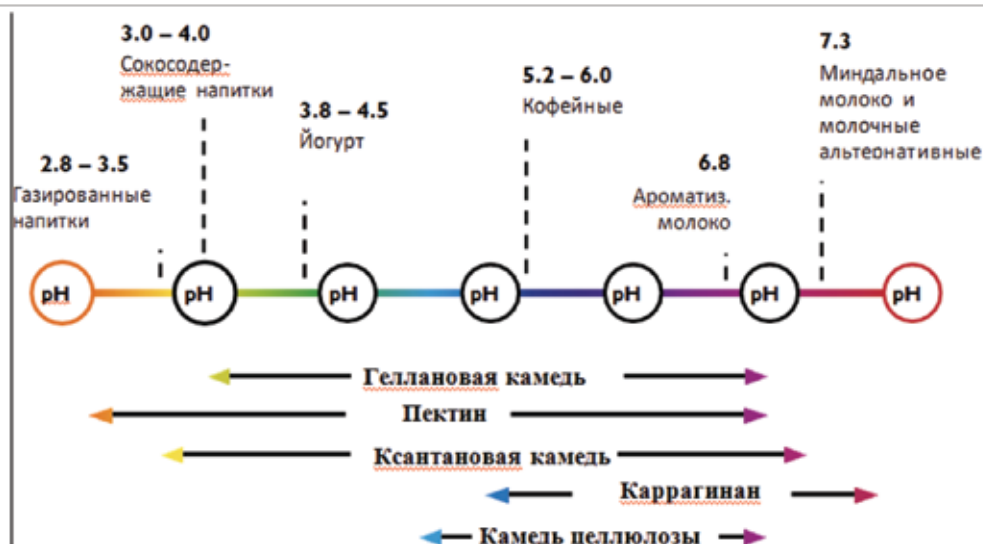 3.0 – 4.0
Сокосодер-
жащие напитки
7.3
Миндальное
молоко и
молочные
альтернативные
5.2 – 6.0
Кофейные
3.8 – 4.5
Йогурт
2.8 – 3.5
Газированные
напитки
6.8
Ароматиз.
молоко
pH pH pH pH pH pH pH
Геллановая камедь
Пектин
Ксантановая камедь
Каррагинан
Камедь целлюлозы